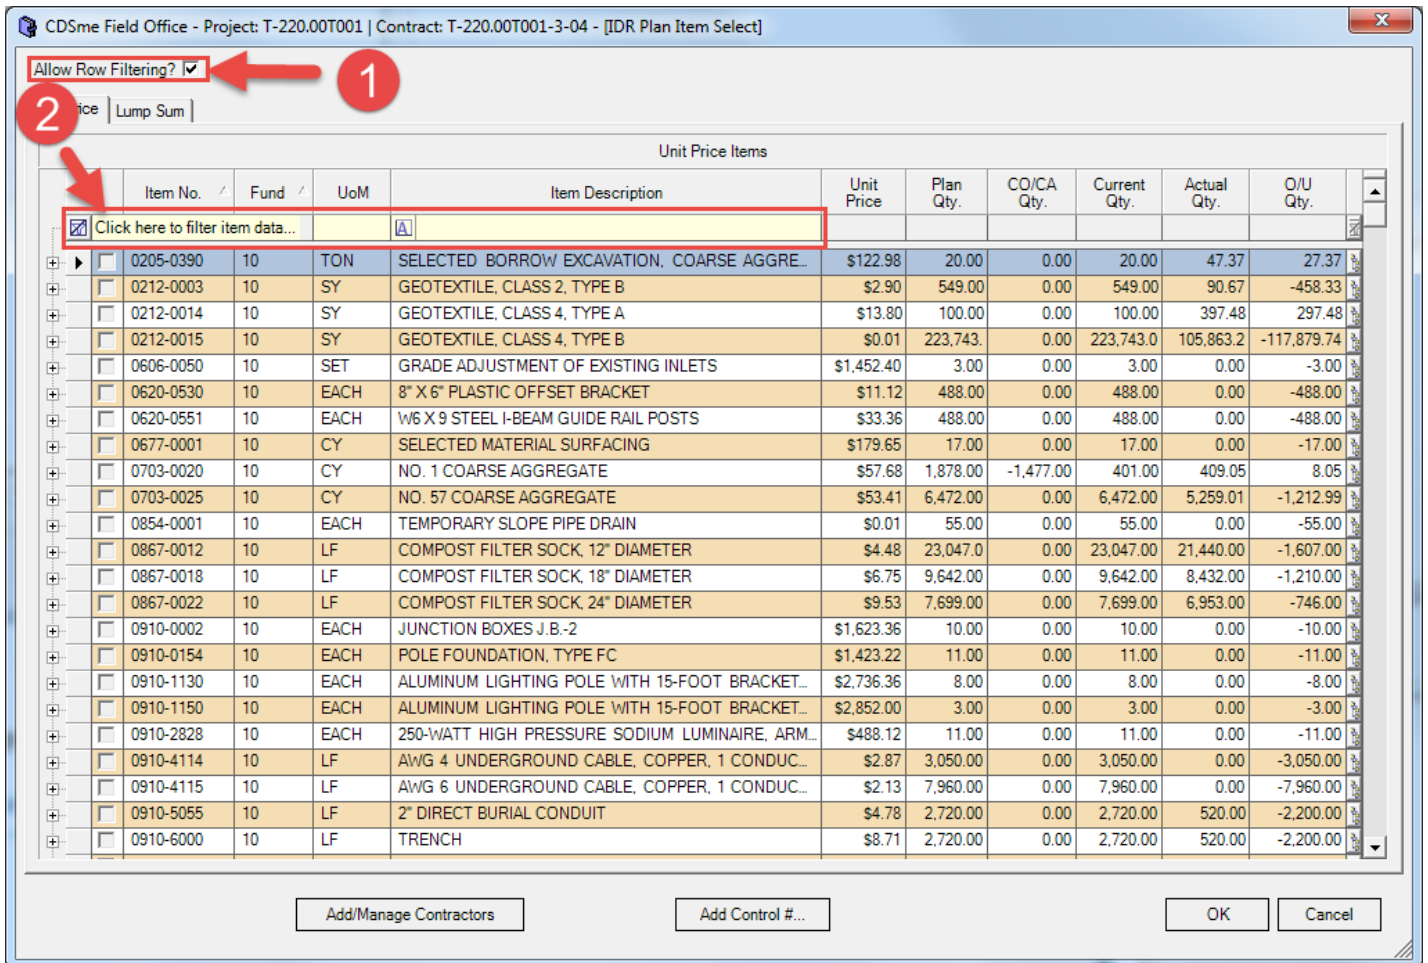 CDSme Field Office - Project: T-220.00T001 | Contract: T-220.00T001-3-04 - [IDR Plan Item Select]
Allow Row Filtering?
1
2
ice Lump Sum
Unit Price Items
Item No. Fund UoM Item Description Unit Price Plan Qty. CO/CA Qty. Current Qty. Actual Qty. O/U Qty.
Click here to filter item data... A
0205-0390 10 TON SELECTED BORROW EXCAVATION, COARSE AGGRE... $122.98 20.00 0.00 20.00 47.37 27.37
0212-0003 10 SY GEOTEXTILE, CLASS 2, TYPE B $2.90 549.00 0.00 549.00 90.67 -458.33
0212-0014 10 SY GEOTEXTILE, CLASS 4, TYPE A $13.80 100.00 0.00 100.00 397.48 297.48
0212-0015 10 SY GEOTEXTILE, CLASS 4, TYPE B $0.01 223,743. 0.00 223,743.0 105,863.2 -117,879.74
0606-0050 10 SET GRADE ADJUSTMENT OF EXISTING INLETS $1,452.40 3.00 0.00 3.00 0.00 -3.00
0620-0530 10 EACH 8" X 6" PLASTIC OFFSET BRACKET $11.12 488.00 0.00 488.00 0.00 -488.00
0620-0551 10 EACH W6 X 9 STEEL I-BEAM GUIDE RAIL POSTS $33.36 488.00 0.00 488.00 0.00 -488.00
0677-0001 10 CY SELECTED MATERIAL SURFACING $179.65 17.00 0.00 17.00 0.00 -17.00
0703-0020 10 CY NO. 1 COARSE AGGREGATE $57.68 1,878.00 -1,477.00 401.00 409.05 8.05
0703-0025 10 CY NO. 57 COARSE AGGREGATE $53.41 6,472.00 0.00 6,472.00 5,259.01 -1,212.99
0854-0001 10 EACH TEMPORARY SLOPE PIPE DRAIN $0.01 55.00 0.00 55.00 0.00 -55.00
0867-0012 10 LF COMPOST FILTER SOCK, 12" DIAMETER $4.48 23,047.0 0.00 23,047.00 21,440.00 -1,607.00
0867-0018 10 LF COMPOST FILTER SOCK, 18" DIAMETER $6.75 9,642.00 0.00 9,642.00 8,432.00 -1,210.00
0867-0022 10 LF COMPOST FILTER SOCK, 24" DIAMETER $9.53 7,699.00 0.00 7,699.00 6,953.00 -746.00
0910-0002 10 EACH JUNCTION BOXES J.B.-2 $1,623.36 10.00 0.00 10.00 0.00 -10.00
0910-0154 10 EACH POLE FOUNDATION, TYPE FC $1,423.22 11.00 0.00 11.00 0.00 -11.00
0910-1130 10 EACH ALUMINUM LIGHTING POLE WITH 15-FOOT BRACKET... $2,736.36 8.00 0.00 8.00 0.00 -8.00
0910-1150 10 EACH ALUMINUM LIGHTING POLE WITH 15-FOOT BRACKET... $2,852.00 3.00 0.00 3.00 0.00 -3.00
0910-2828 10 EACH 250-WATT HIGH PRESSURE SODIUM LUMINAIRE, ARM... $488.12 11.00 0.00 11.00 0.00 -11.00
0910-4114 10 LF AWG 4 UNDERGROUND CABLE, COPPER, 1 CONDUC... $2.87 3,050.00 0.00 3,050.00 0.00 -3,050.00
0910-4115 10 LF AWG 6 UNDERGROUND CABLE, COPPER, 1 CONDUC... $2.13 7,960.00 0.00 7,960.00 0.00 -7,960.00
0910-5055 10 LF 2" DIRECT BURIAL CONDUIT $4.78 2,720.00 0.00 2,720.00 520.00 -2,200.00
0910-6000 10 LF TRENCH $8.71 2,720.00 0.00 2,720.00 520.00 -2,200.00
Add/Manage Contractors Add Control #... OK Cancel